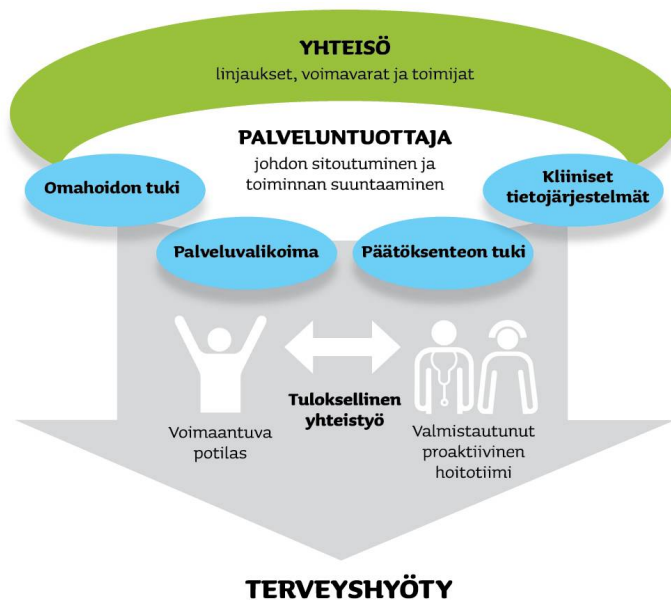 YHTEISÖ
linjaukset, voimavarat ja toimijat
PALVELUNTUOTTAJA
johdon sitoutuminen ja
toiminnan suuntaaminen
Omahoidon tuki
Kliiniset
tietojärjestelmät
Palveluvalikoima
Päätöksenteon tuki
Tuloksellinen
yhteistyö
Voimaantuva
potilas
Valmistautunut
proaktiivinen
hoitotiimi
TERVEYSHYÖTY